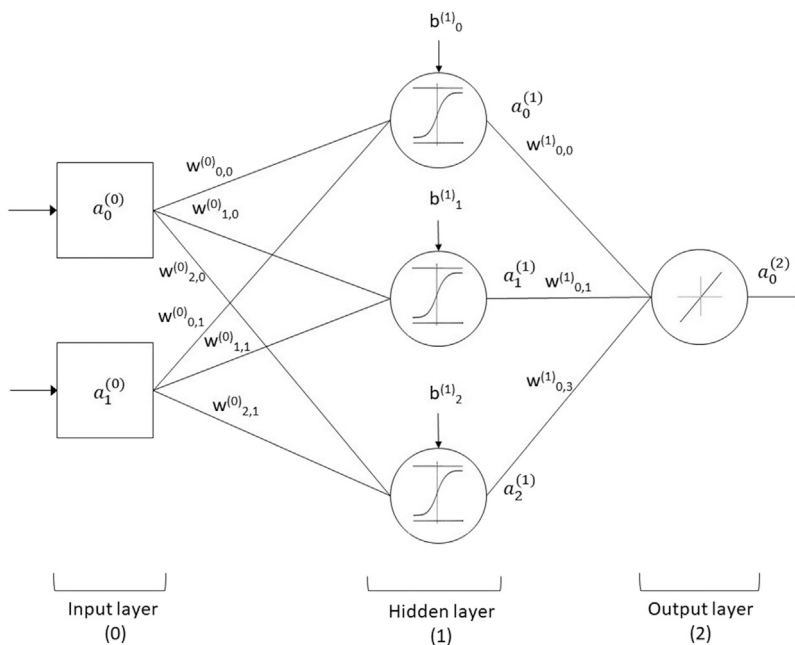 b⁽¹⁾₀
a₀⁽¹⁾
w⁽⁰⁾₀,₀
w⁽¹⁾₀,₀
a₀⁽⁰⁾
w⁽⁰⁾₁,₀
b⁽¹⁾₁
w⁽⁰⁾₂,₀
a₁⁽¹⁾
w⁽¹⁾₀,₁
a₀⁽²⁾
w⁽⁰⁾₀,₁
w⁽⁰⁾₁,₁
a₁⁽⁰⁾
w⁽⁰⁾₂,₁
b⁽¹⁾₂
w⁽¹⁾₀,₃
a₂⁽¹⁾
Input layer
(0)
Hidden layer
(1)
Output layer
(2)